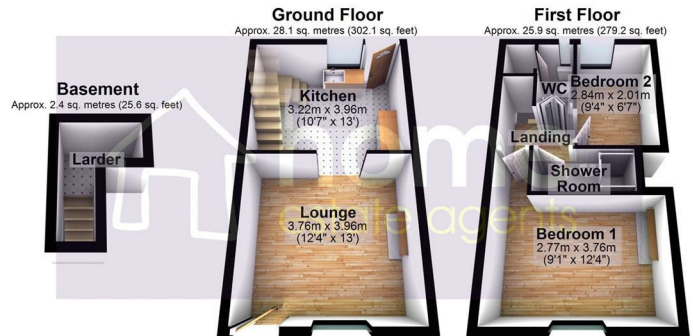 Basement
Approx. 2.4 sq. metres (25.6 sq. feet)
Larder
Ground Floor
Approx. 28.1 sq. metres (302.1 sq. feet)
Kitchen
3.22m x 3.96m
(10'7" x 13')
Lounge
3.76m x 3.96m
(12'4" x 13')
First Floor
Approx. 25.9 sq. metres (279.2 sq. feet)
WC
Bedroom 2
2.84m x 2.01m
(9'4" x 6'7")
Landing
Shower
Room
Bedroom 1
2.77m x 3.76m
(9'1" x 12'4")
home
estate agents